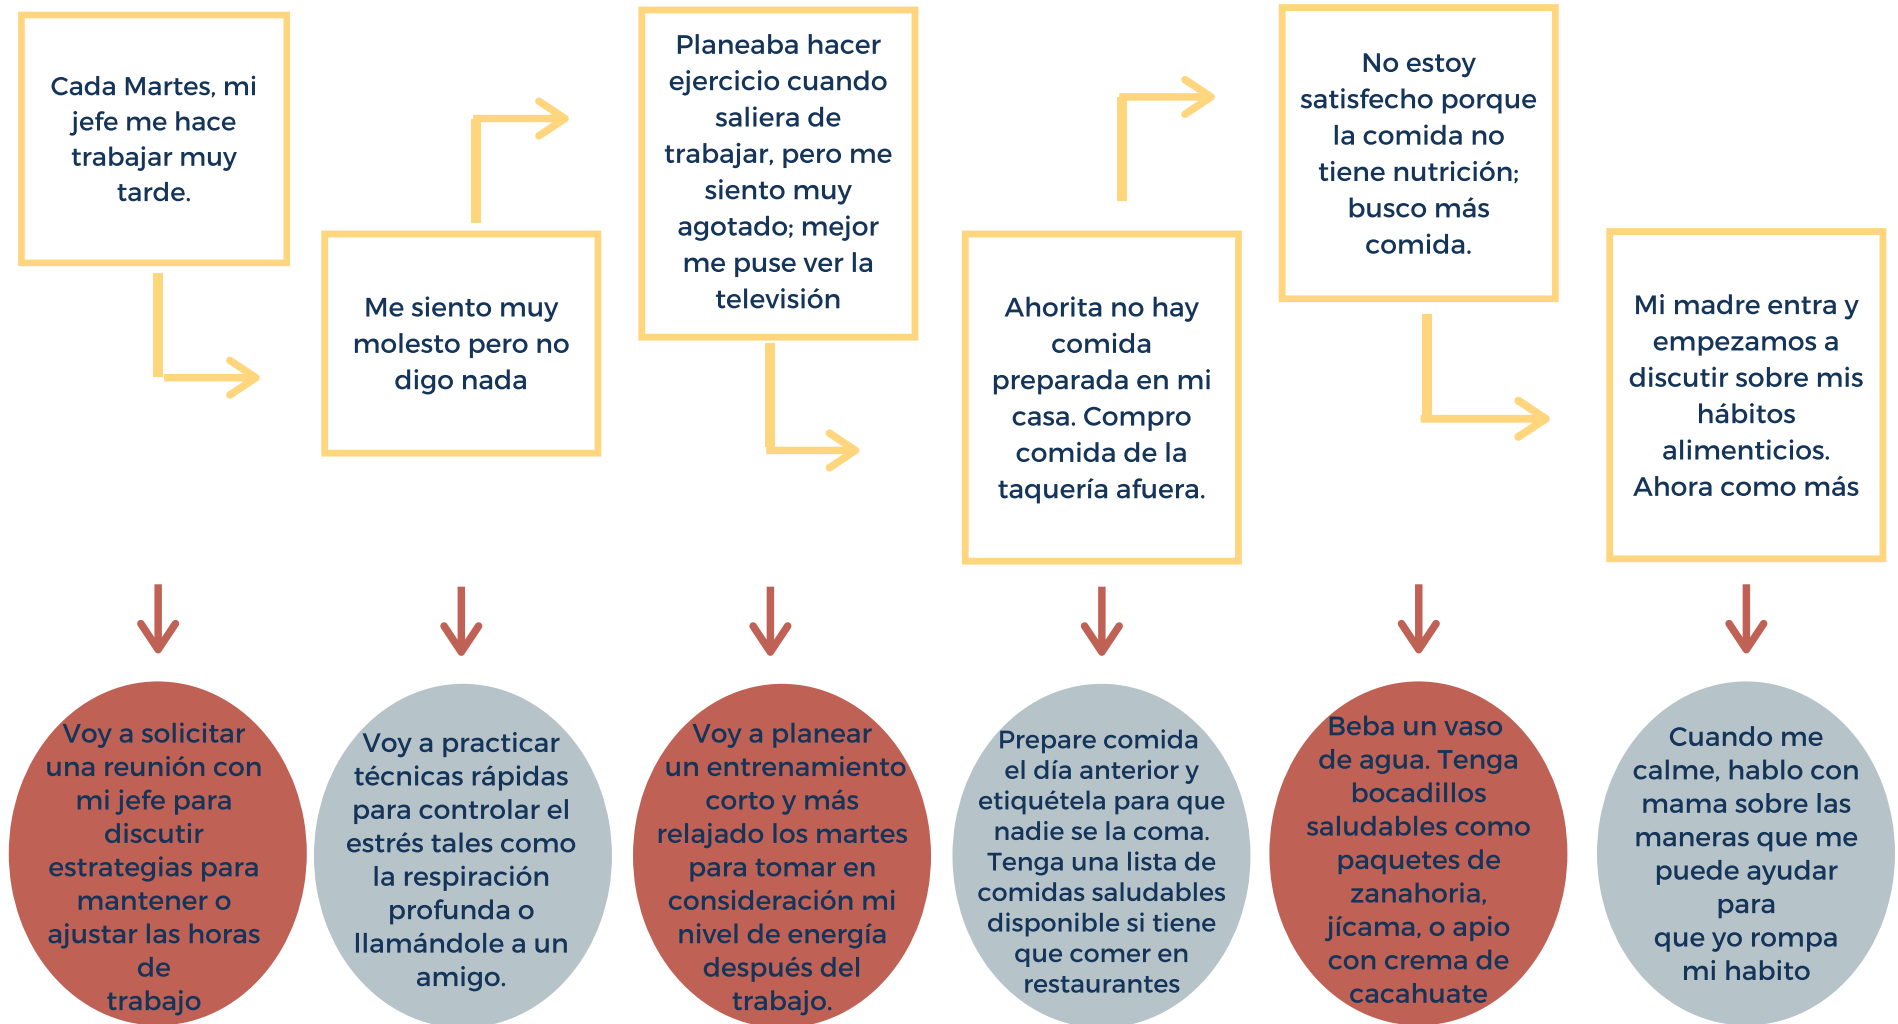 Cada Martes, mi
jefe me hace
trabajar muy
tarde.
Me siento muy
molesto pero no
digo nada
Planeaba hacer
ejercicio cuando
saliera de
trabajar, pero me
siento muy
agotado; mejor
me puse ver la
televisión
Ahorita no hay
comida
preparada en mi
casa. Compro
comida de la
taquería afuera.
No estoy
satisfecho porque
la comida no
tiene nutrición;
busco más
comida.
Mi madre entra y
empezamos a
discutir sobre mis
hábitos
alimenticios.
Ahora como más
Voy a solicitar
una reunión con
mi jefe para
discutir
estrategias para
mantener o
ajustar las horas
de
trabajo
Voy a practicar
técnicas rápidas
para controlar el
estrés tales como
la respiración
profunda o
llamándole a un
amigo.
Voy a planear
un entrenamiento
corto y más
relajado los martes
para tomar en
consideración mi
nivel de energía
después del
trabajo.
Prepare comida
el día anterior y
etiquétela para que
nadie se la coma.
Tenga una lista de
comidas saludables
disponible si tiene
que comer en
restaurantes
Beba un vaso
de agua. Tenga
bocadillos
saludables como
paquetes de
zanahoria,
jícama, o apio
con crema de
cacahuate
Cuando me
calme, hablo con
mama sobre las
maneras que me
puede ayudar
para
que yo rompa
mi habito